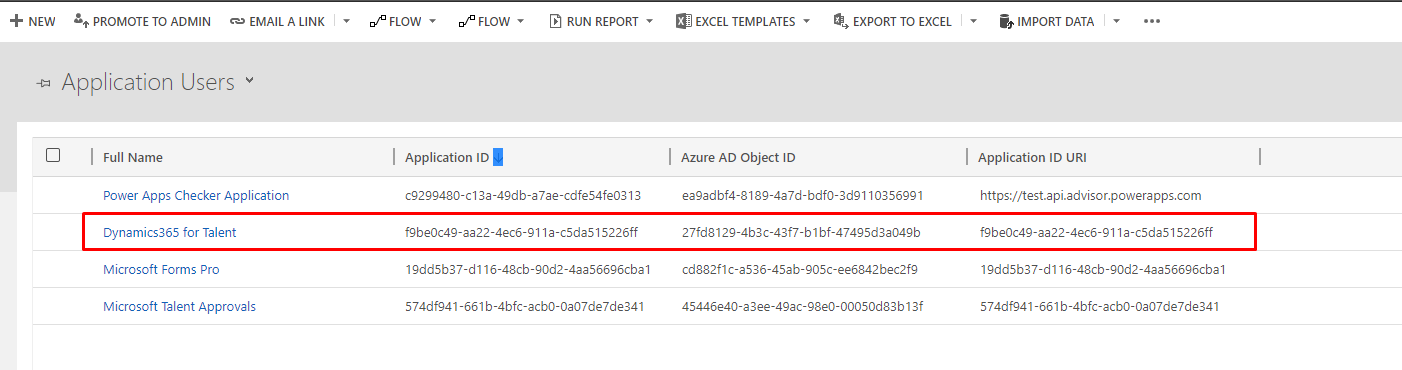 NEW PROMOTE TO ADMIN EMAIL A LINK FLOW FLOW RUN REPORT EXCEL TEMPLATES EXPORT TO EXCEL IMPORT DATA
Application Users
Full Name Application ID Azure AD Object ID Application ID URI
Power Apps Checker Application c9299480-c13a-49db-a7ae-cdfe54fe0313 ea9adbf4-8189-4a7d-bdf0-3d9110356991 https://test.api.advisor.powerapps.com
Dynamics365 for Talent f9be0c49-aa22-4ec6-911a-c5da515226ff 27fd8129-4b3c-43f7-b1bf-47495d3a049b f9be0c49-aa22-4ec6-911a-c5da515226ff
Microsoft Forms Pro 19dd5b37-d116-48cb-90d2-4aa56696cba1 cd882f1c-a536-45ab-905c-ee6842bec2f9 19dd5b37-d116-48cb-90d2-4aa56696cba1
Microsoft Talent Approvals 574df941-661b-4bfc-acb0-0a07de7de341 45446e40-a3ee-49ac-98e0-00050d83b13f 574df941-661b-4bfc-acb0-0a07de7de341